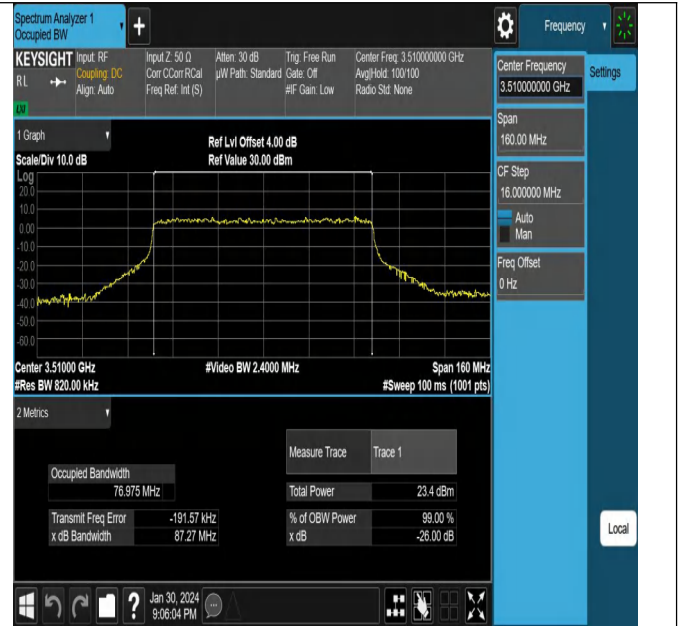 Spectrum Analyzer 1
Occupied BW
+
Frequency
KEYSIGHT
RL
LXI
Input: RF
Coupling: DC
Align: Auto
Input Z: 50 Ω
Corr CCorr RCal
Freq Ref: Int (S)
Atten: 30 dB
µW Path: Standard
Trig: Free Run
Gate: Off
#IF Gain: Low
Center Freq: 3.510000000 GHz
Avg|Hold: 100/100
Radio Std: None
Center Frequency
3.510000000 GHz
Settings
Span
160.00 MHz
CF Step
16.000000 MHz
Auto
Man
Freq Offset
0 Hz
1 Graph
Scale/Div 10.0 dB
Ref Lvl Offset 4.00 dB
Ref Value 30.00 dBm
Log
20.0
10.0
0.00
-10.0
-20.0
-30.0
-40.0
-50.0
-60.0
Center 3.51000 GHz
#Res BW 820.00 kHz
#Video BW 2.4000 MHz
Span 160 MHz
#Sweep 100 ms (1001 pts)
2 Metrics
Measure Trace Trace 1
Occupied Bandwidth
76.975 MHz
Total Power 23.4 dBm
Transmit Freq Error -191.57 kHz
% of OBW Power 99.00 %
x dB Bandwidth 87.27 MHz
x dB -26.00 dB
Local
?
Jan 30, 2024
9:06:04 PM